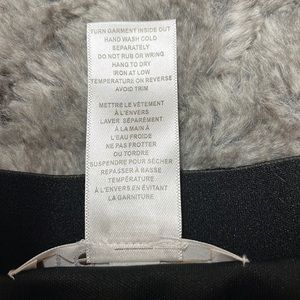 TURN GARMENT INSIDE OUT
HAND WASH COLD
SEPARATELY
DO NOT RUB OR WRING
HANG TO DRY
IRON AT LOW
TEMPERATURE ON REVERSE
AVOID TRIM
METTRE LE VÊTEMENT
À L'ENVERS
LAVER SÉPARÉMENT
À LA MAIN À
L'EAU FROIDE
NE PAS FROTTER
OU TORDRE
SUSPENDRE POUR SÉCHER
REPASSER À BASSE
TEMPÉRATURE
À L'ENVERS EN ÉVITANT
LA GARNITURE